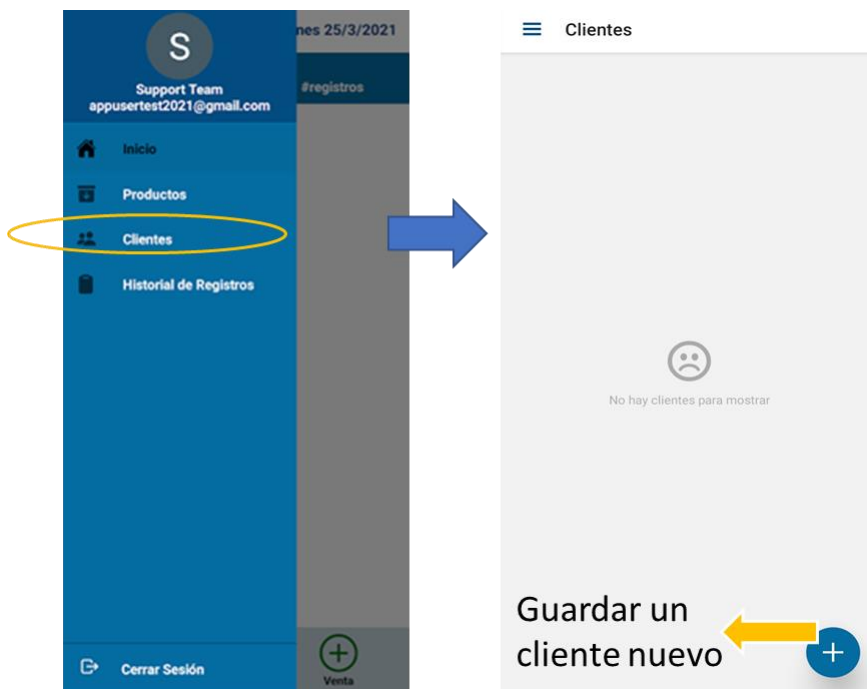 S
Support Team
appusertest2021@gmail.com
Inicio
Productos
Clientes
Historial de Registros
Cerrar Sesión
nes 25/3/2021
#registros
Venta
Clientes
No hay clientes para mostrar
Guardar un
cliente nuevo